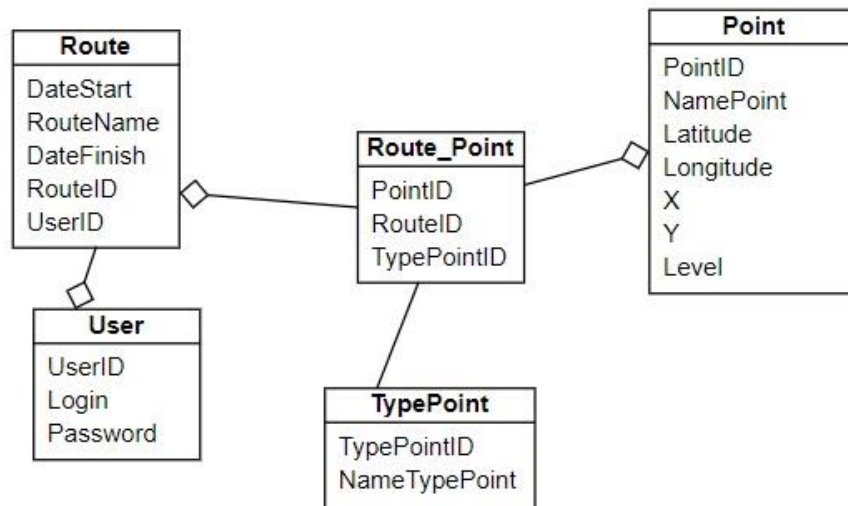 Route
DateStart
RouteName
DateFinish
RouteID
UserID
User
UserID
Login
Password
Route_Point
PointID
RouteID
TypePointID
TypePoint
TypePointID
NameTypePoint
Point
PointID
NamePoint
Latitude
Longitude
X
Y
Level